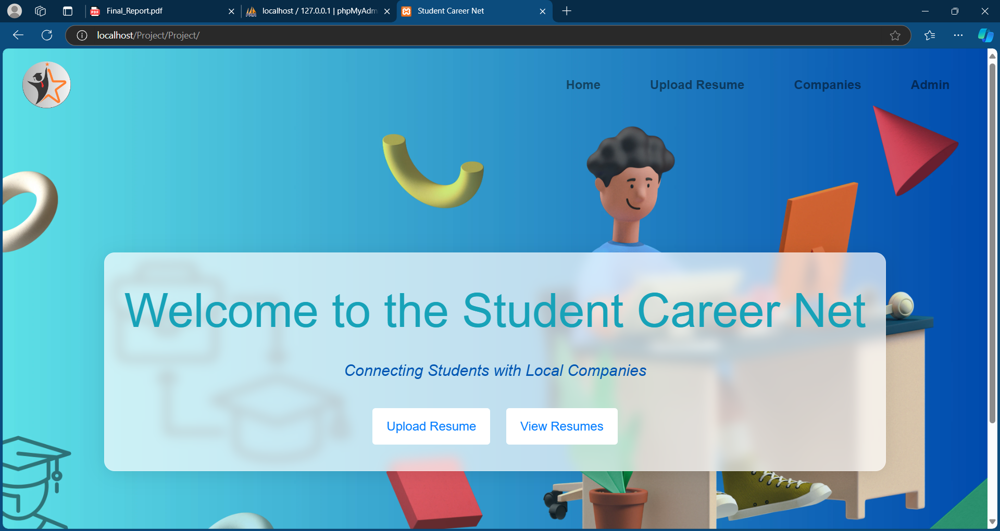 Final_Report.pdf
localhost / 127.0.0.1 | phpMyAdm
Student Career Net
localhost/Project/Project/
Home
Upload Resume
Companies
Admin
Welcome to the Student Career Net
Connecting Students with Local Companies
Upload Resume
View Resumes